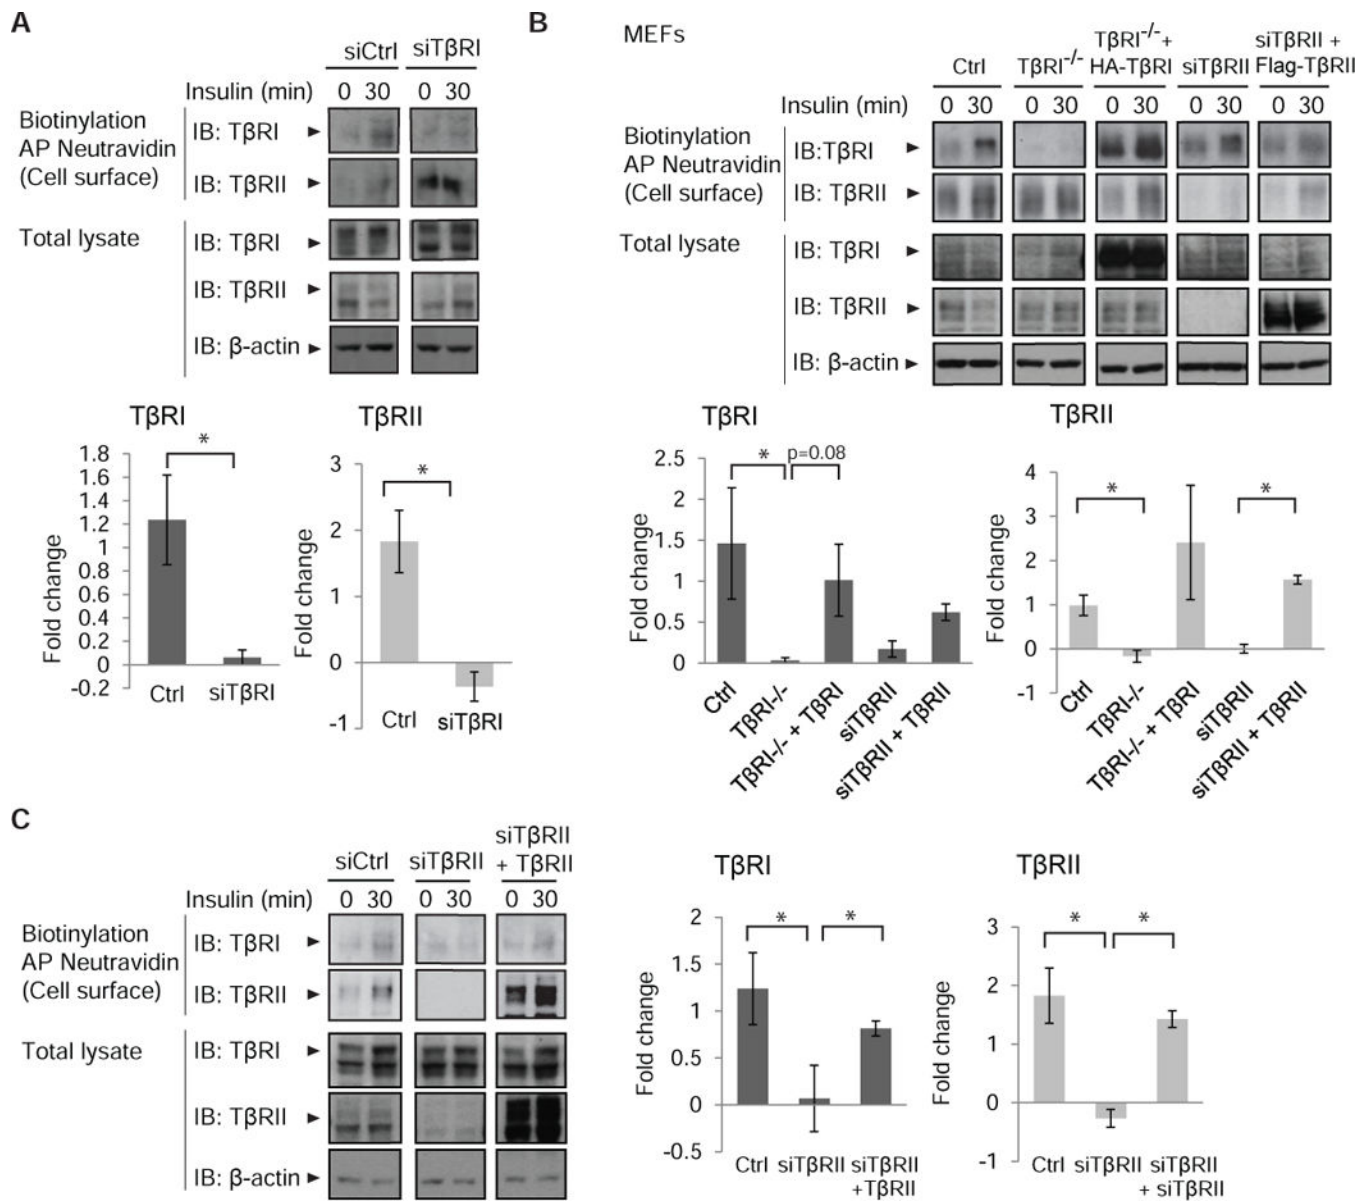 A
siCtrl siTβRI
Insulin (min) 0 30 0 30
Biotinylation
AP Neutravidin
(Cell surface)
IB: TβRI
IB: TβRII
Total lysate
IB: TβRI
IB: TβRII
IB: β-actin
TβRI
*
Fold change
1.8
1.6
1.4
1.2
1
0.8
0.6
0.4
0.2
0
-0.2
Ctrl siTβRI
TβRII
*
Fold change
3
2
1
0
-1
Ctrl siTβRI
B
MEFs
Ctrl
TβRI-/-
TβRI-/- +
HA-TβRI
siTβRII
siTβRII +
Flag-TβRII
Insulin (min) 0 30 0 30 0 30 0 30 0 30
Biotinylation
AP Neutravidin
(Cell surface)
IB:TβRI
IB: TβRII
Total lysate
IB: TβRI
IB: TβRII
IB: β-actin
TβRI
* p=0.08
Fold change
2.5
2
1.5
1
0.5
0
Ctrl
TβRI-/-
TβRI-/- + TβRI
siTβRII
siTβRII + TβRII
TβRII
* *
Fold change
4
3
2
1
0
-1
Ctrl
TβRI-/-
TβRI-/- + TβRI
siTβRII
siTβRII + TβRII
C
siCtrl
siTβRII
siTβRII
+ TβRII
Insulin (min) 0 30 0 30 0 30
Biotinylation
AP Neutravidin
(Cell surface)
IB: TβRI
IB: TβRII
Total lysate
IB: TβRI
IB: TβRII
IB: β-actin
TβRI
* *
Fold change
2
1.5
1
0.5
0
-0.5
Ctrl siTβRII siTβRII
+TβRII
TβRII
* *
Fold change
3
2
1
0
-1
Ctrl siTβRII siTβRII
+ siTβRII